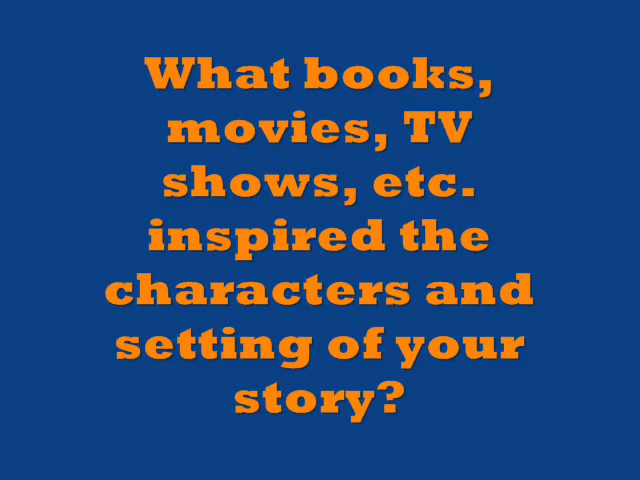 What books,
movies, TV
shows, etc.
inspired the
characters and
setting of your
story?